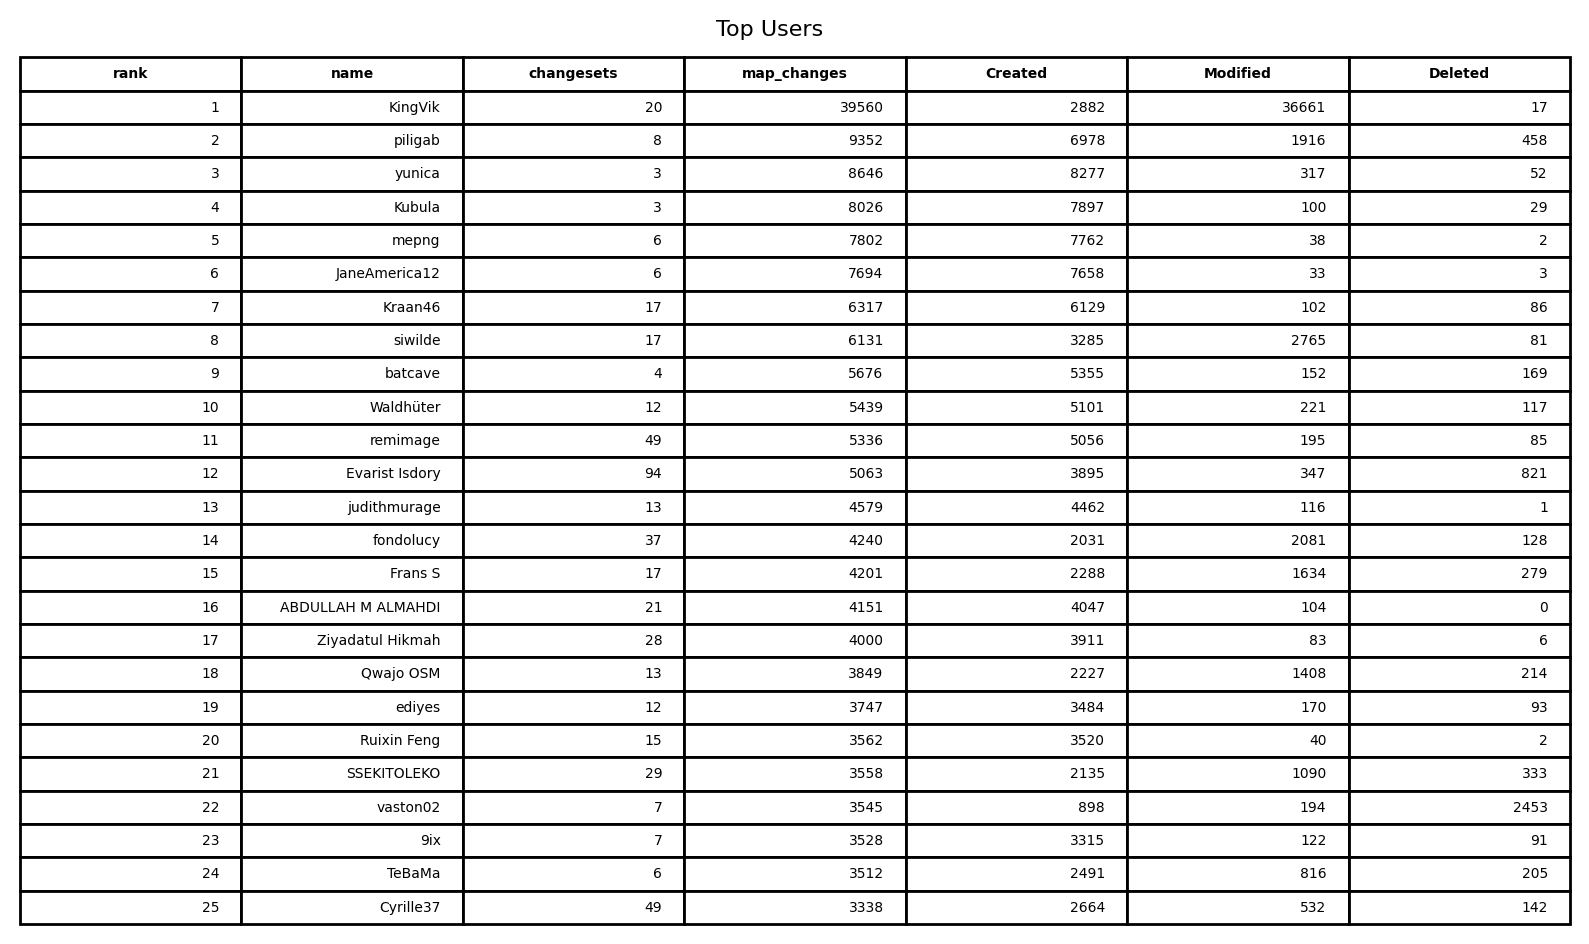 Top Users
rank name changesets map_changes Created Modified Deleted
1 KingVik 20 39560 2882 36661 17
2 piligab 8 9352 6978 1916 458
3 yunica 3 8646 8277 317 52
4 Kubula 3 8026 7897 100 29
5 mepng 6 7802 7762 38 2
6 JaneAmerica12 6 7694 7658 33 3
7 Kraan46 17 6317 6129 102 86
8 siwilde 17 6131 3285 2765 81
9 batcave 4 5676 5355 152 169
10 Waldhüter 12 5439 5101 221 117
11 remimage 49 5336 5056 195 85
12 Evarist Isdory 94 5063 3895 347 821
13 judithmurage 13 4579 4462 116 1
14 fondolucy 37 4240 2031 2081 128
15 Frans S 17 4201 2288 1634 279
16 ABDULLAH M ALMAHDI 21 4151 4047 104 0
17 Ziyadatul Hikmah 28 4000 3911 83 6
18 Qwajo OSM 13 3849 2227 1408 214
19 ediyes 12 3747 3484 170 93
20 Ruixin Feng 15 3562 3520 40 2
21 SSEKITOLEKO 29 3558 2135 1090 333
22 vaston02 7 3545 898 194 2453
23 9ix 7 3528 3315 122 91
24 TeBaMa 6 3512 2491 816 205
25 Cyrille37 49 3338 2664 532 142